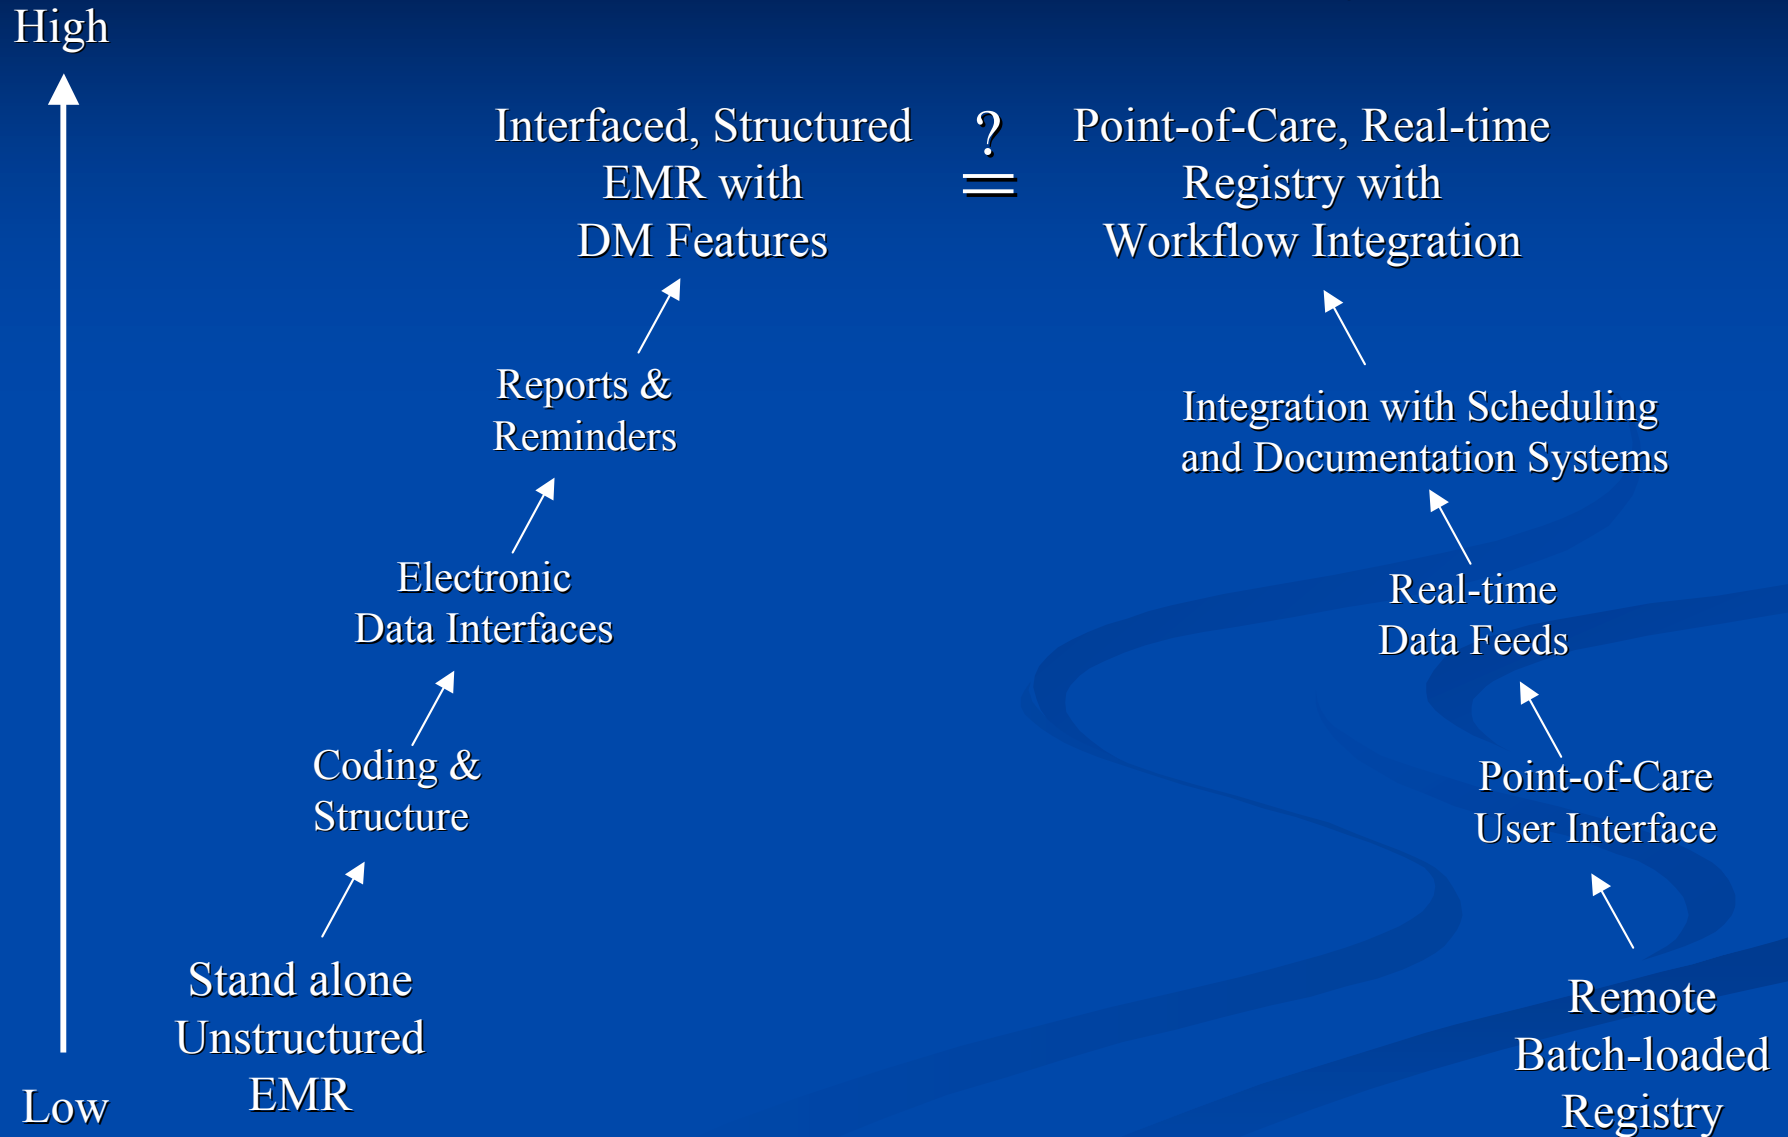 High
Interfaced, Structured
EMR with
DM Features
?
=
Point-of-Care, Real-time
Registry with
Workflow Integration
Reports &
Reminders
Integration with Scheduling
and Documentation Systems
Electronic
Data Interfaces
Real-time
Data Feeds
Coding &
Structure
Point-of-Care
User Interface
Stand alone
Unstructured
EMR
Remote
Batch-loaded
Registry
Low